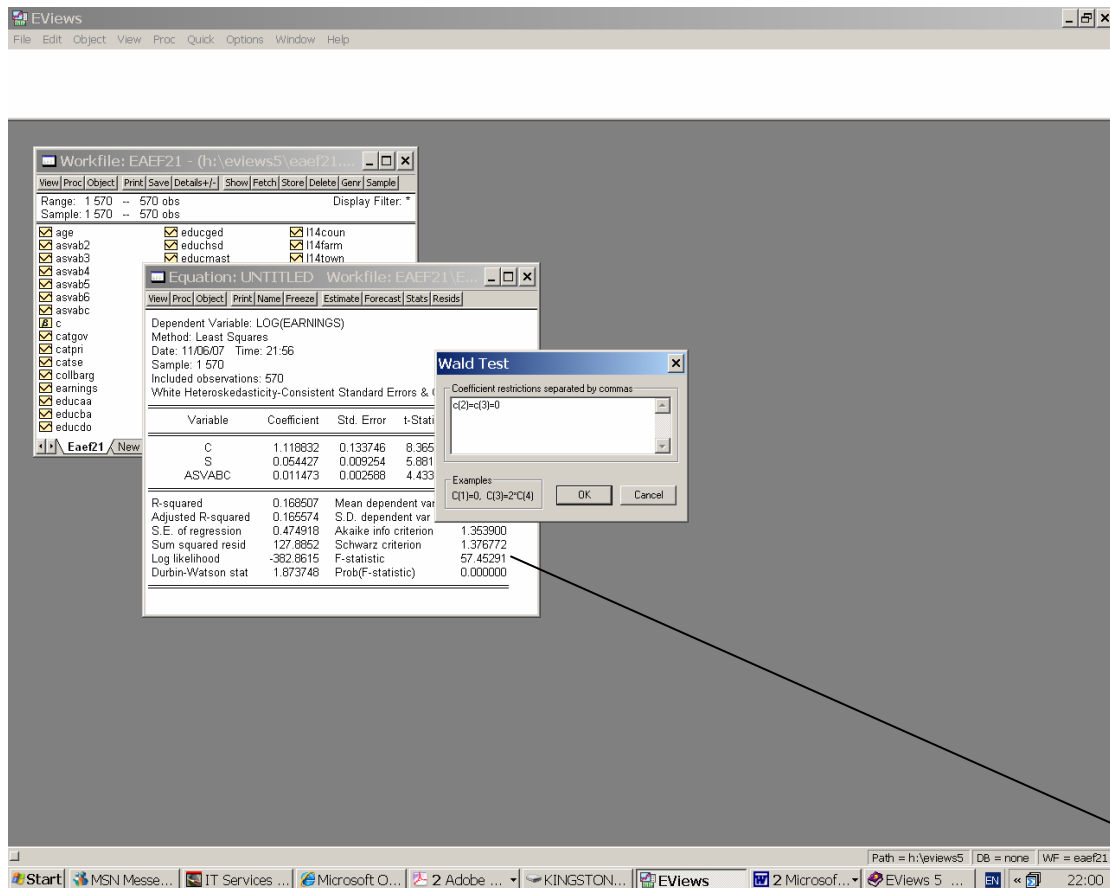 EViews
File Edit Object View Proc Quick Options Window Help
Workfile: EAEF21 - (h:\eviews5\eaef21....
View Proc Object Print Save Details+/- Show Fetch Store Delete Genr Sample
Range: 1 570 -- 570 obs Display Filter: *
Sample: 1 570 -- 570 obs
age educged l14coun
asvab2 educhsd l14farm
asvab3 educmast l14town
asvab4
asvab5
asvab6
asvabc
c
catgov
catpri
catse
collbarg
earnings
educaa
educba
educdo
Eaef21 New
Equation: UNTITLED Workfile: EAEF21\E...
View Proc Object Print Name Freeze Estimate Forecast Stats Resids
Dependent Variable: LOG(EARNINGS)
Method: Least Squares
Date: 11/06/07 Time: 21:56
Sample: 1 570
Included observations: 570
White Heteroskedasticity-Consistent Standard Errors &
Variable Coefficient Std. Error t-Stati
C 1.118832 0.133746 8.365
S 0.054427 0.009254 5.881
ASVABC 0.011473 0.002588 4.433
R-squared 0.168507 Mean dependent var
Adjusted R-squared 0.165574 S.D. dependent var
S.E. of regression 0.474918 Akaike info criterion 1.353900
Sum squared resid 127.8852 Schwarz criterion 1.376772
Log likelihood -382.8615 F-statistic 57.45291
Durbin-Watson stat 1.873748 Prob(F-statistic) 0.000000
Wald Test
Coefficient restrictions separated by commas
c(2)=c(3)=0
Examples
C(1)=0, C(3)=2*C(4)
OK Cancel
Path = h:\eviews5 DB = none WF = eaef21
Start MSN Messe... IT Services ... Microsoft O... 2 Adobe ... KINGSTON... EViews 2 Microsof... EViews 5 ... EN « 22:00